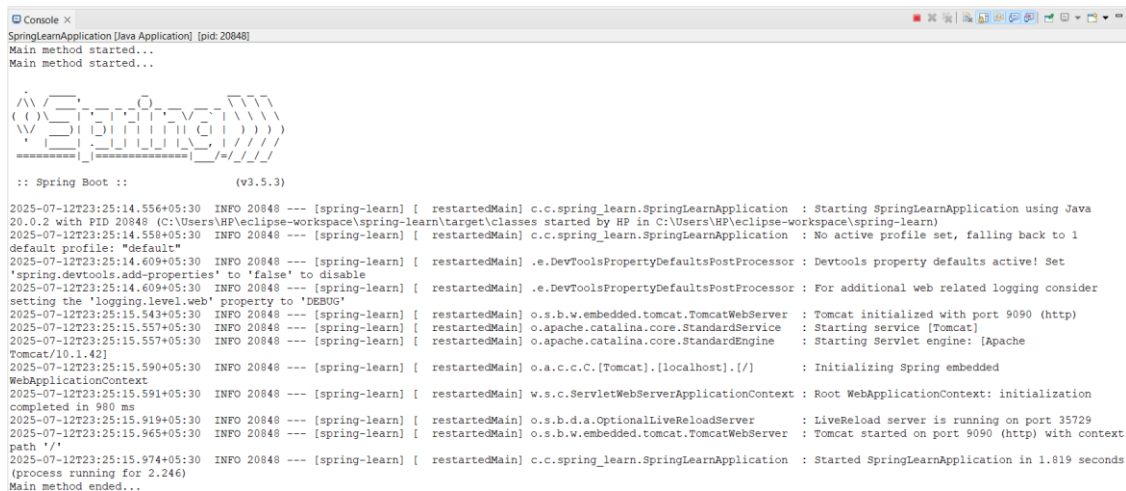 Console ×
SpringLearnApplication [Java Application] [pid: 20848]
Main method started...
Main method started...
  .   ____          _            __ _ _
 /\\ / ___'_ __ _ _(_)_ __  __ _ \ \ \ \
( ( )\___ | '_ | '_| | '_ \/ _` | \ \ \ \
 \\/  ___)| |_)| | | | | || (_| |  ) ) ) )
  '  |____| .__|_| |_|_| |_\__, | / / / /
 =========|_|==============|___/=/_/_/_/
 :: Spring Boot ::                (v3.5.3)
2025-07-12T23:25:14.556+05:30  INFO 20848 --- [spring-learn] [  restartedMain] c.c.spring_learn.SpringLearnApplication  : Starting SpringLearnApplication using Java
20.0.2 with PID 20848 (C:\Users\HP\eclipse-workspace\spring-learn\target\classes started by HP in C:\Users\HP\eclipse-workspace\spring-learn)
2025-07-12T23:25:14.558+05:30  INFO 20848 --- [spring-learn] [  restartedMain] c.c.spring_learn.SpringLearnApplication  : No active profile set, falling back to 1
default profile: "default"
2025-07-12T23:25:14.609+05:30  INFO 20848 --- [spring-learn] [  restartedMain] .e.DevToolsPropertyDefaultsPostProcessor : Devtools property defaults active! Set
'spring.devtools.add-properties' to 'false' to disable
2025-07-12T23:25:14.609+05:30  INFO 20848 --- [spring-learn] [  restartedMain] .e.DevToolsPropertyDefaultsPostProcessor : For additional web related logging consider
setting the 'logging.level.web' property to 'DEBUG'
2025-07-12T23:25:15.543+05:30  INFO 20848 --- [spring-learn] [  restartedMain] o.s.b.w.embedded.tomcat.TomcatWebServer  : Tomcat initialized with port 9090 (http)
2025-07-12T23:25:15.557+05:30  INFO 20848 --- [spring-learn] [  restartedMain] o.apache.catalina.core.StandardService   : Starting service [Tomcat]
2025-07-12T23:25:15.557+05:30  INFO 20848 --- [spring-learn] [  restartedMain] o.apache.catalina.core.StandardEngine    : Starting Servlet engine: [Apache
Tomcat/10.1.42]
2025-07-12T23:25:15.590+05:30  INFO 20848 --- [spring-learn] [  restartedMain] o.a.c.c.C.[Tomcat].[localhost].[/]       : Initializing Spring embedded
WebApplicationContext
2025-07-12T23:25:15.591+05:30  INFO 20848 --- [spring-learn] [  restartedMain] w.s.c.ServletWebServerApplicationContext : Root WebApplicationContext: initialization
completed in 980 ms
2025-07-12T23:25:15.919+05:30  INFO 20848 --- [spring-learn] [  restartedMain] o.s.b.d.a.OptionalLiveReloadServer       : LiveReload server is running on port 35729
2025-07-12T23:25:15.965+05:30  INFO 20848 --- [spring-learn] [  restartedMain] o.s.b.w.embedded.tomcat.TomcatWebServer  : Tomcat started on port 9090 (http) with context
path '/'
2025-07-12T23:25:15.974+05:30  INFO 20848 --- [spring-learn] [  restartedMain] c.c.spring_learn.SpringLearnApplication  : Started SpringLearnApplication in 1.819 seconds
(process running for 2.246)
Main method ended...